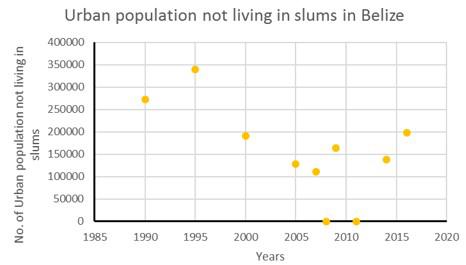 Urban population not living in slums in Belize
No. of Urban population not living in
slums
400000
350000
300000
250000
200000
150000
100000
50000
0
1985 1990 1995 2000 2005 2010 2015 2020
Years